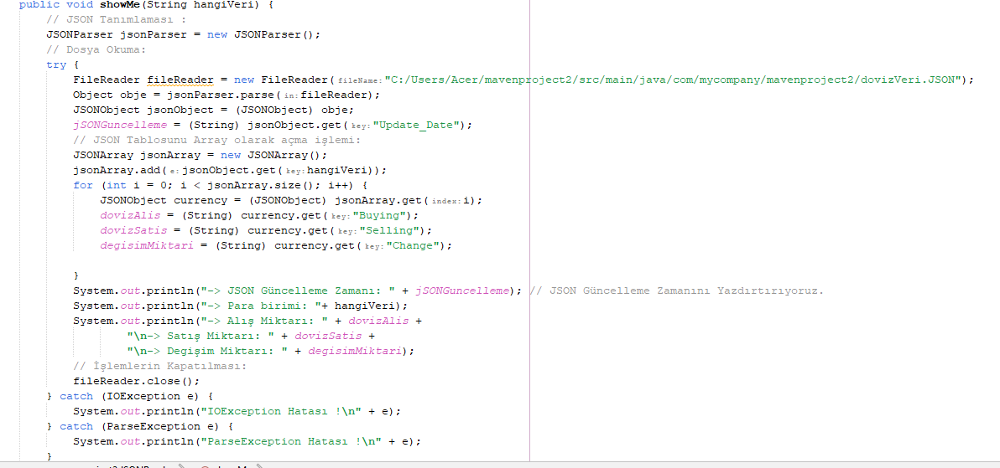 public void showMe(String hangiVeri) {
// JSON Tanımlaması :
JSONParser jsonParser = new JSONParser();
// Dosya Okuma:
try {
FileReader fileReader = new FileReader(fileName:"C:/Users/Acer/mavenproject2/src/main/java/com/mycompany/mavenproject2/dovizVeri.JSON");
Object obje = jsonParser.parse(in:fileReader);
JSONObject jsonObject = (JSONObject) obje;
jSONGuncelleme = (String) jsonObject.get(key:"Update_Date");
// JSON Tablosunu Array olarak açma işlemi:
JSONArray jsonArray = new JSONArray();
jsonArray.add(e:jsonObject.get(key:hangiVeri));
for (int i = 0; i < jsonArray.size(); i++) {
JSONObject currency = (JSONObject) jsonArray.get(index:i);
dovizAlis = (String) currency.get(key:"Buying");
dovizSatis = (String) currency.get(key:"Selling");
degisimMiktari = (String) currency.get(key:"Change");
}
System.out.println("-> JSON Güncelleme Zamanı: " + jSONGuncelleme); // JSON Güncelleme Zamanını Yazdırtırıyoruz.
System.out.println("-> Para birimi: "+ hangiVeri);
System.out.println("-> Alış Miktarı: " + dovizAlis +
"\n-> Satış Miktarı: " + dovizSatis +
"\n-> Degişim Miktarı: " + degisimMiktari);
// İşlemlerin Kapatılması:
fileReader.close();
} catch (IOException e) {
System.out.println("IOException Hatası !\n" + e);
} catch (ParseException e) {
System.out.println("ParseException Hatası !\n" + e);
}